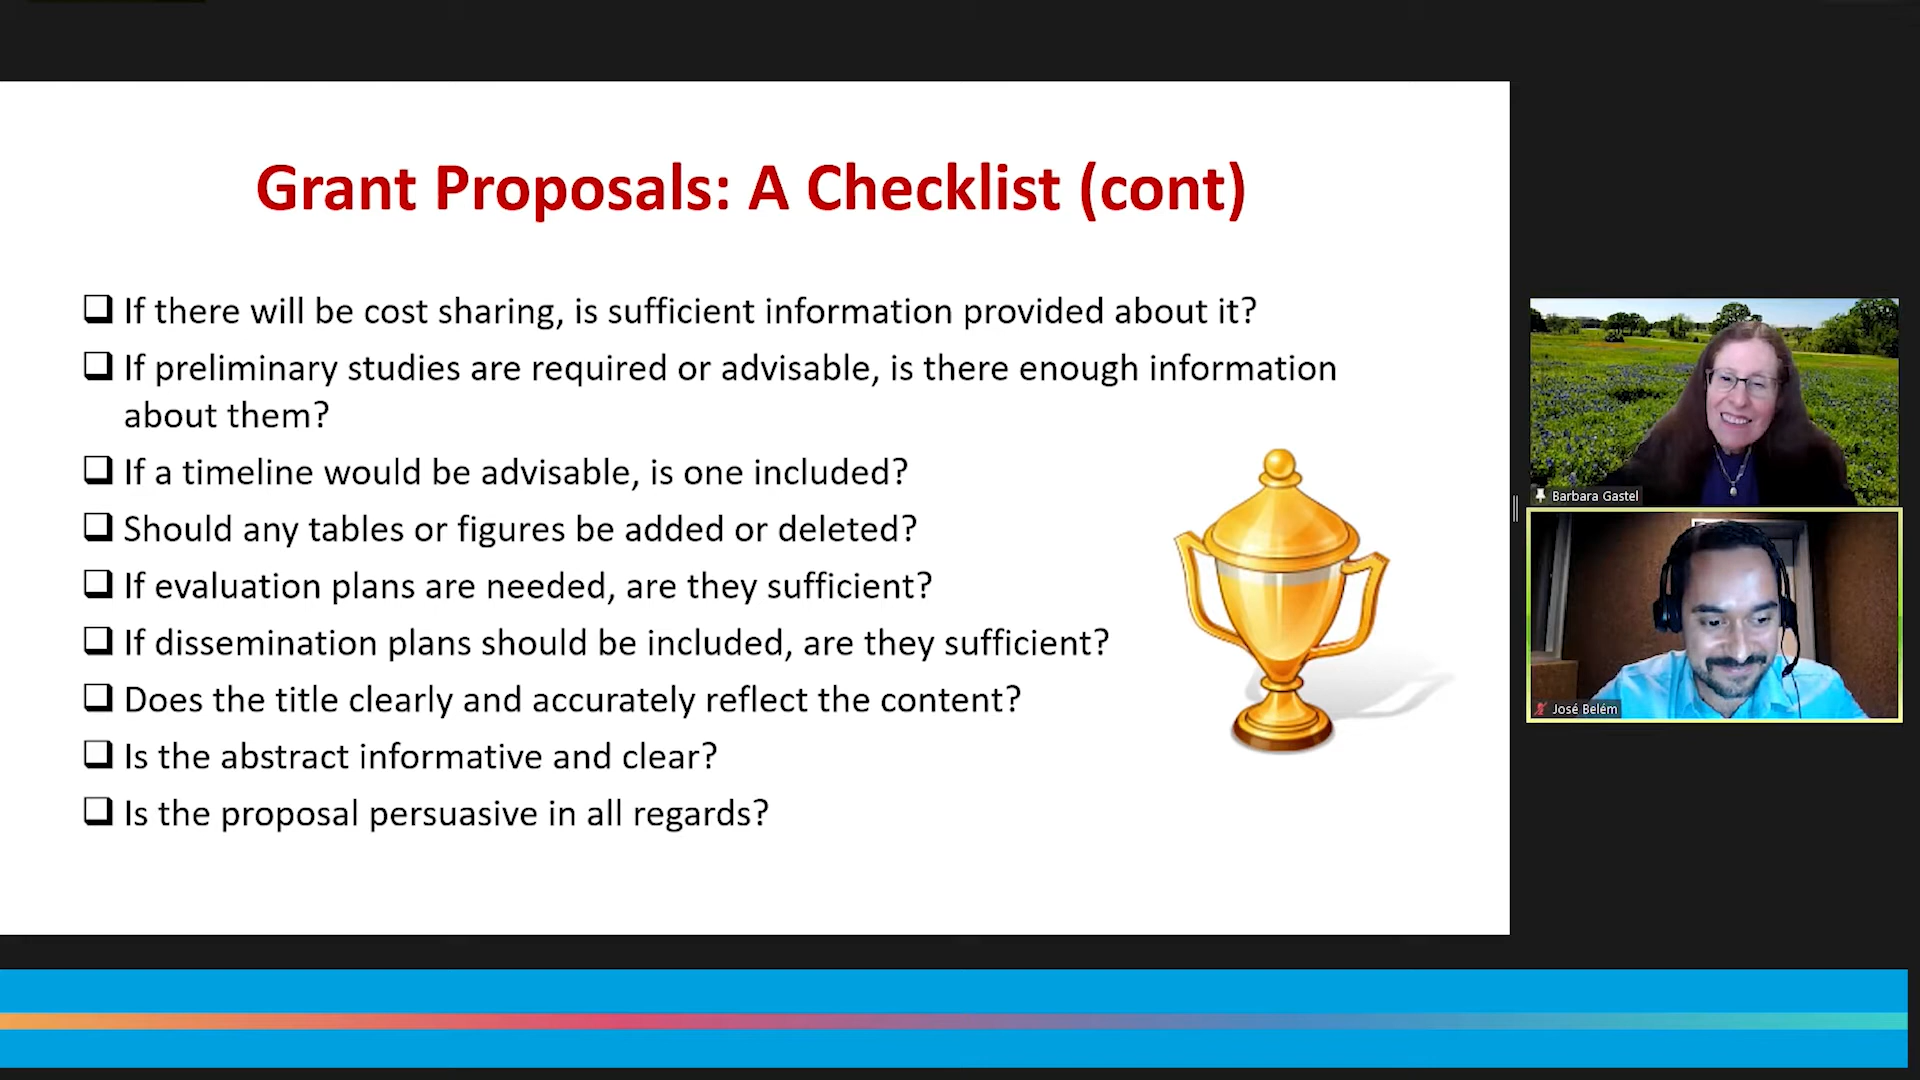 Grant Proposals: A Checklist (cont)
If there will be cost sharing, is sufficient information provided about it?
If preliminary studies are required or advisable, is there enough information
about them?
If a timeline would be advisable, is one included?
Should any tables or figures be added or deleted?
If evaluation plans are needed, are they sufficient?
If dissemination plans should be included, are they sufficient?
Does the title clearly and accurately reflect the content?
Is the abstract informative and clear?
Is the proposal persuasive in all regards?
Barbara Gastel
José Belém